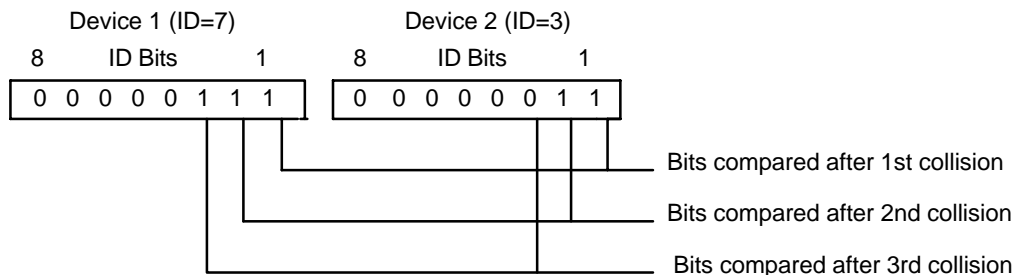 Device 1 (ID=7) Device 2 (ID=3)
8 ID Bits 1 8 ID Bits 1
0 0 0 0 0 1 1 1 0 0 0 0 0 0 1 1
Bits compared after 1st collision
Bits compared after 2nd collision
Bits compared after 3rd collision